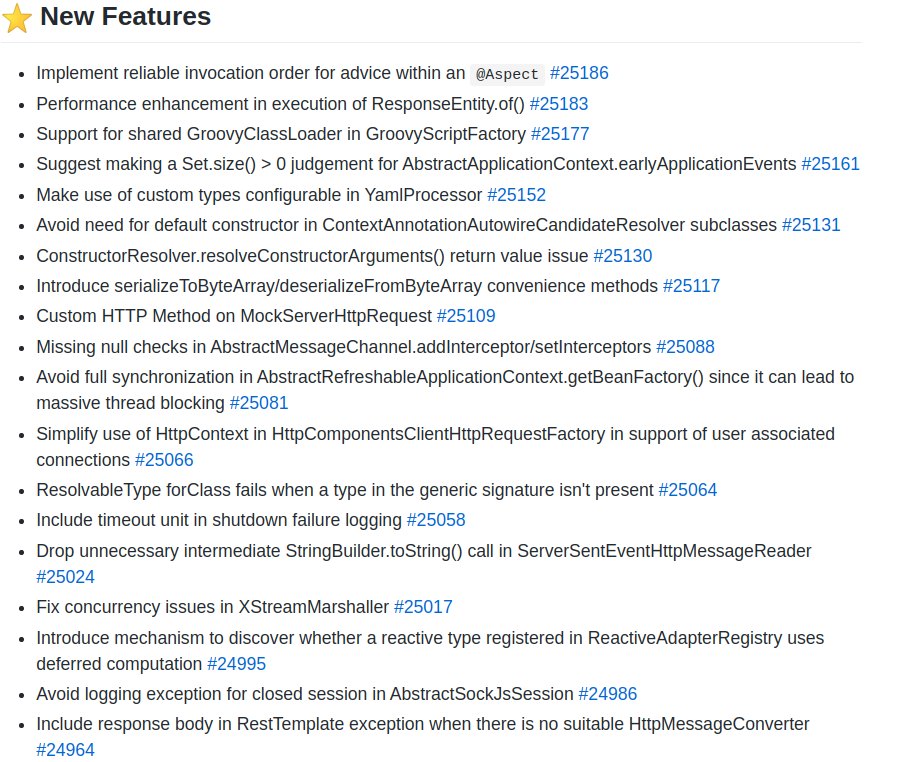 ⭐ New Features
• Implement reliable invocation order for advice within an @Aspect #25186
• Performance enhancement in execution of ResponseEntity.of() #25183
• Support for shared GroovyClassLoader in GroovyScriptFactory #25177
• Suggest making a Set.size() > 0 judgement for AbstractApplicationContext.earlyApplicationEvents #25161
• Make use of custom types configurable in YamlProcessor #25152
• Avoid need for default constructor in ContextAnnotationAutowireCandidateResolver subclasses #25131
• ConstructorResolver.resolveConstructorArguments() return value issue #25130
• Introduce serializeToByteArray/deserializeFromByteArray convenience methods #25117
• Custom HTTP Method on MockServerHttpRequest #25109
• Missing null checks in AbstractMessageChannel.addInterceptor/setInterceptors #25088
• Avoid full synchronization in AbstractRefreshableApplicationContext.getBeanFactory() since it can lead to
massive thread blocking #25081
• Simplify use of HttpContext in HttpComponentsClientHttpRequestFactory in support of user associated
connections #25066
• ResolvableType forClass fails when a type in the generic signature isn't present #25064
• Include timeout unit in shutdown failure logging #25058
• Drop unnecessary intermediate StringBuilder.toString() call in ServerSentEventHttpMessageReader
#25024
• Fix concurrency issues in XStreamMarshaller #25017
• Introduce mechanism to discover whether a reactive type registered in ReactiveAdapterRegistry uses
deferred computation #24995
• Avoid logging exception for closed session in AbstractSockJsSession #24986
• Include response body in RestTemplate exception when there is no suitable HttpMessageConverter
#24964